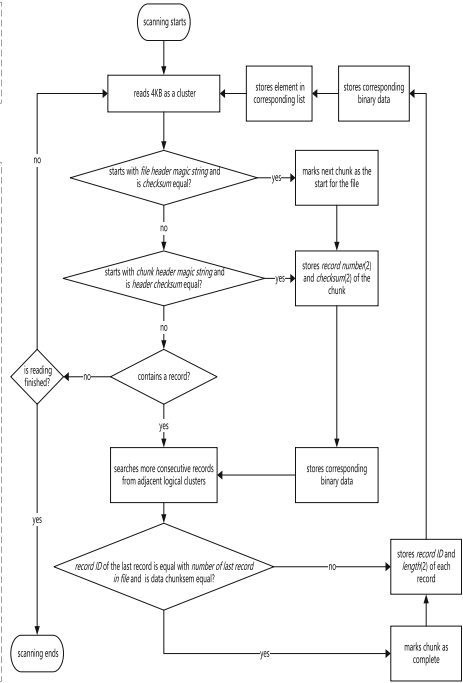 scanning starts
reads 4KB as a cluster
stores element in
corresponding list
stores corresponding
binary data
no
starts with file header magic string and
is checksum equal?
yes
marks next chunk as the
start for the file
no
starts with chunk header magic string and
is header checksum equal?
yes
stores record number(2)
and checksum(2) of the
chunk
no
is reading
finished?
no
contains a record?
yes
searches more consecutive records
from adjacent logical clusters
stores corresponding
binary data
yes
record ID of the last record is equal with number of last record
in file and is data chunksem equal?
no
stores record ID and
length(2) of each
record
scanning ends
yes
marks chunk as
complete